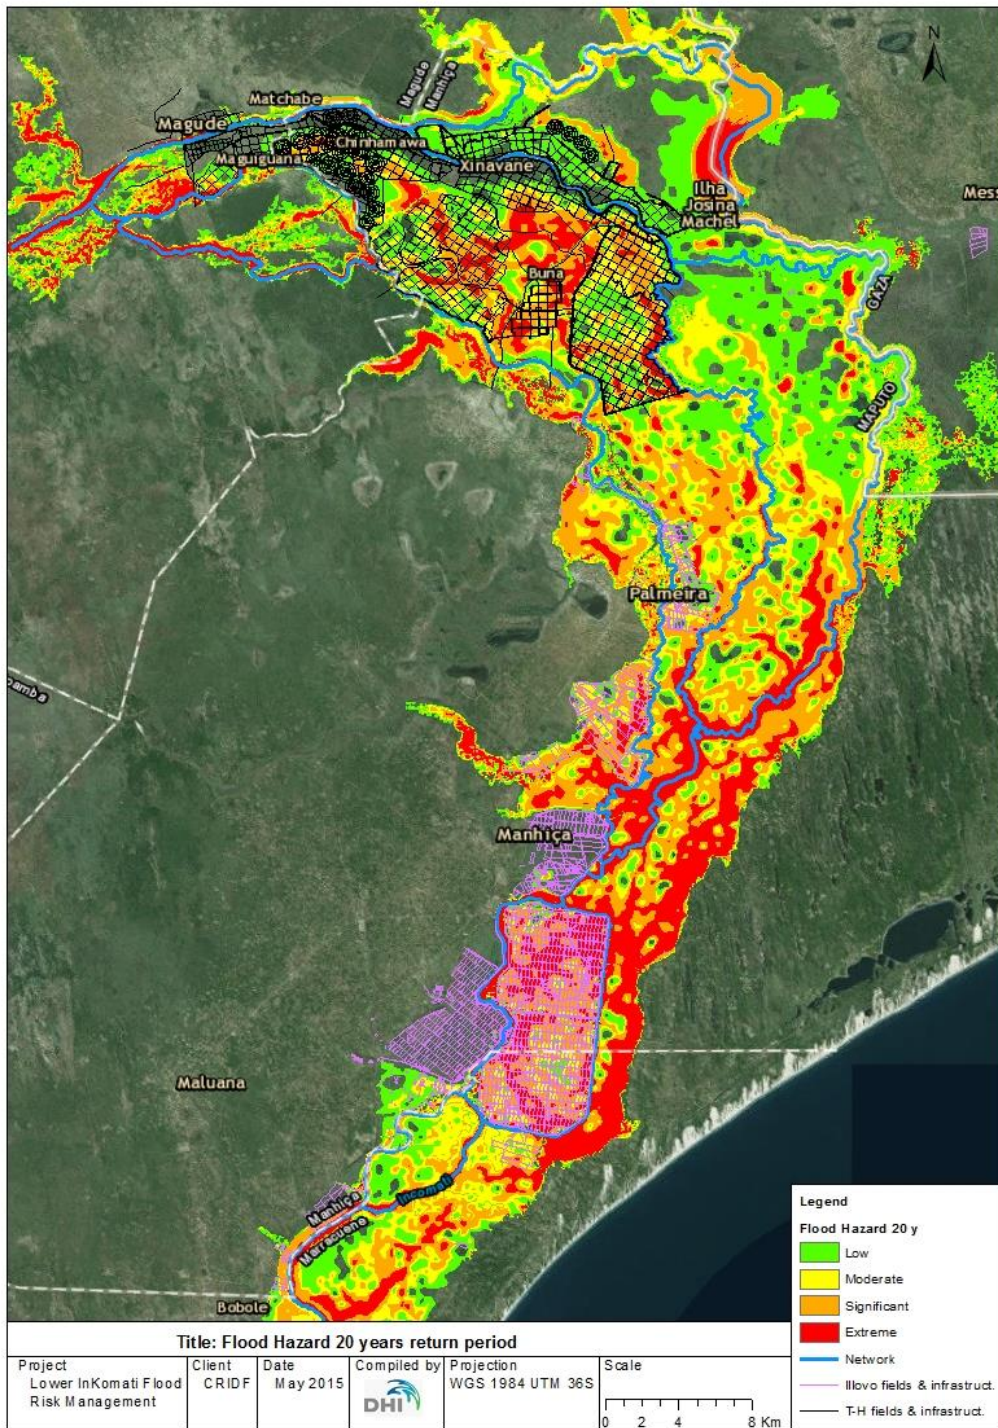 N
Magude
Manhiça
Matchabe
Magude
Chinhamawa
Maguiguana
Xinavane
Ilha
Josina
Machel
Mes
Buna
GAZA
MAPUTO
Palmeira
oamba
Manhiça
Maluana
Incomati
Manhiça
Marracuene
Bobole
Legend
Flood Hazard 20 y
Low
Moderate
Significant
Extreme
Network
Illovo fields & infrastruct.
T-H fields & infrastruct.
Title: Flood Hazard 20 years return period
Project
Lower InKomati Flood
Risk Management
Client
CRIDF
Date
May 2015
Compiled by
DHI
Projection
WGS 1984 UTM 36S
Scale
0 2 4 8 Km